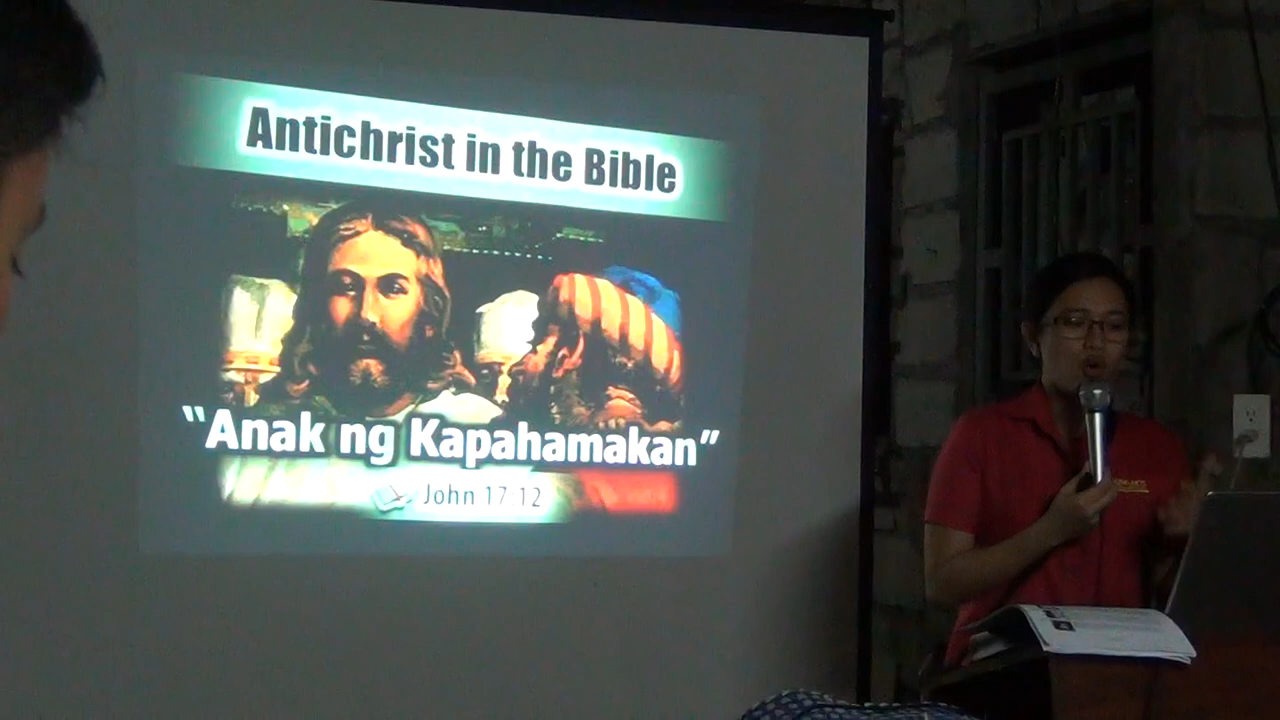 Antichrist in the Bible
“Anak ng Kapahamakan”
John 17:12